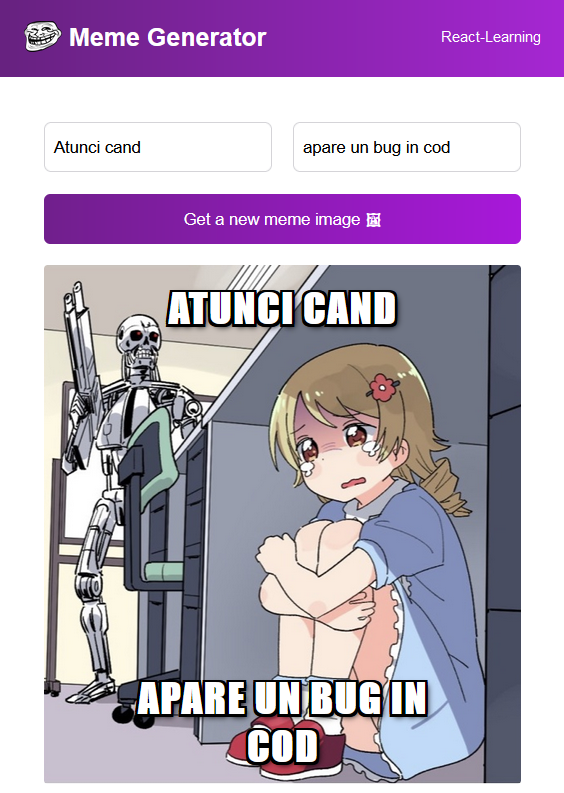 Meme Generator
React-Learning
Atunci cand
apare un bug in cod
Get a new meme image 🖼
ATUNCI CAND
APARE UN BUG IN
COD